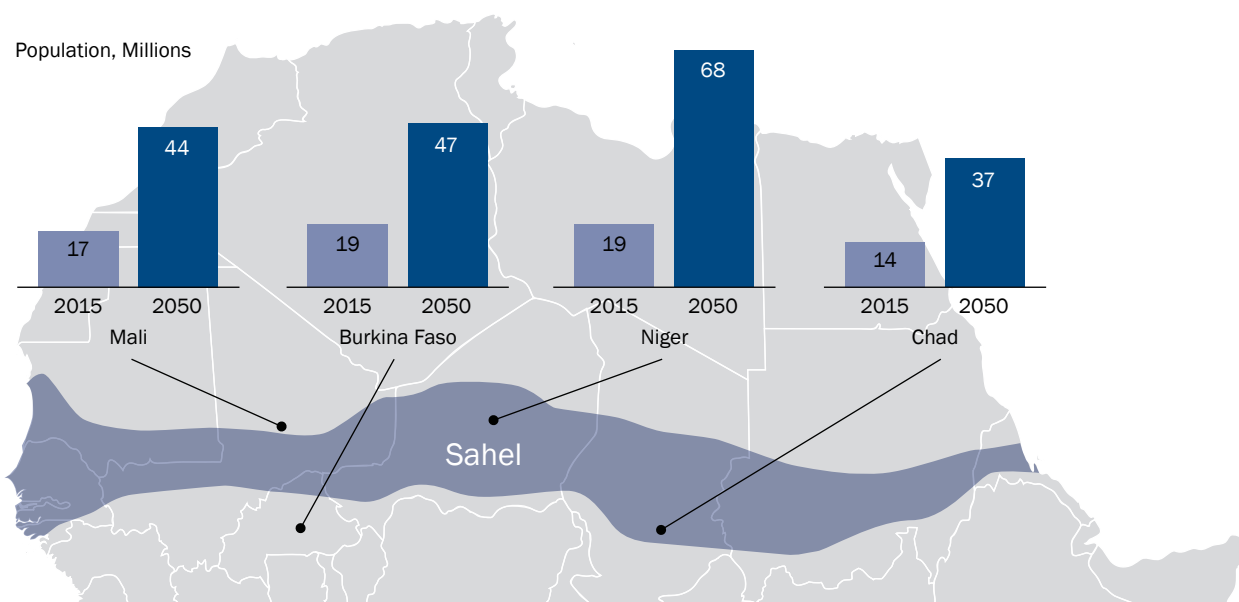 Population, Millions
17
44
2015 2050
Mali
19
47
2015 2050
Burkina Faso
19
68
2015 2050
Niger
14
37
2015 2050
Chad
Sahel